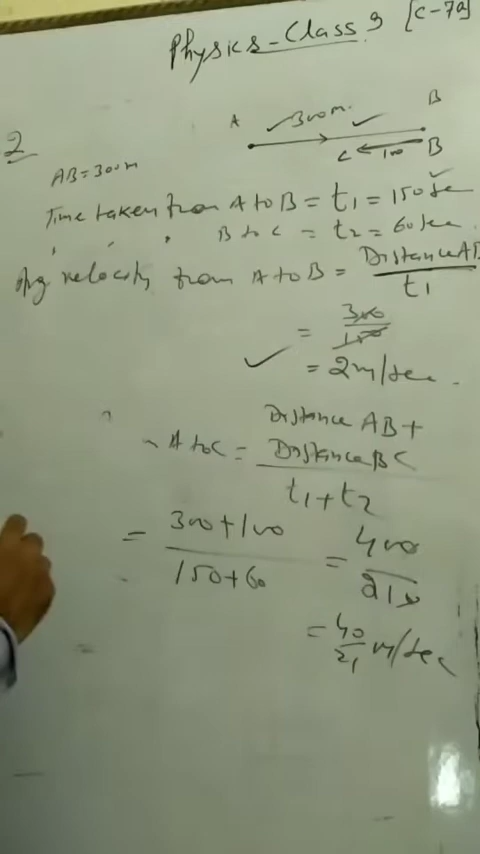 Physics-Class 9 [C-7a]
2
A 300m. B
C 100 B
AB=300m
Time taken from A to B = t1 = 150 sec
" " " B to C = t2 = 60 sec.
Avg velocity from A to B = Distance AB / t1
= 300 / 150
= 2m/sec.
" A to C = Distance AB + Distance BC / t1+t2
= 300+100 / 150+60 = 400 / 210
= 40/21 m/sec